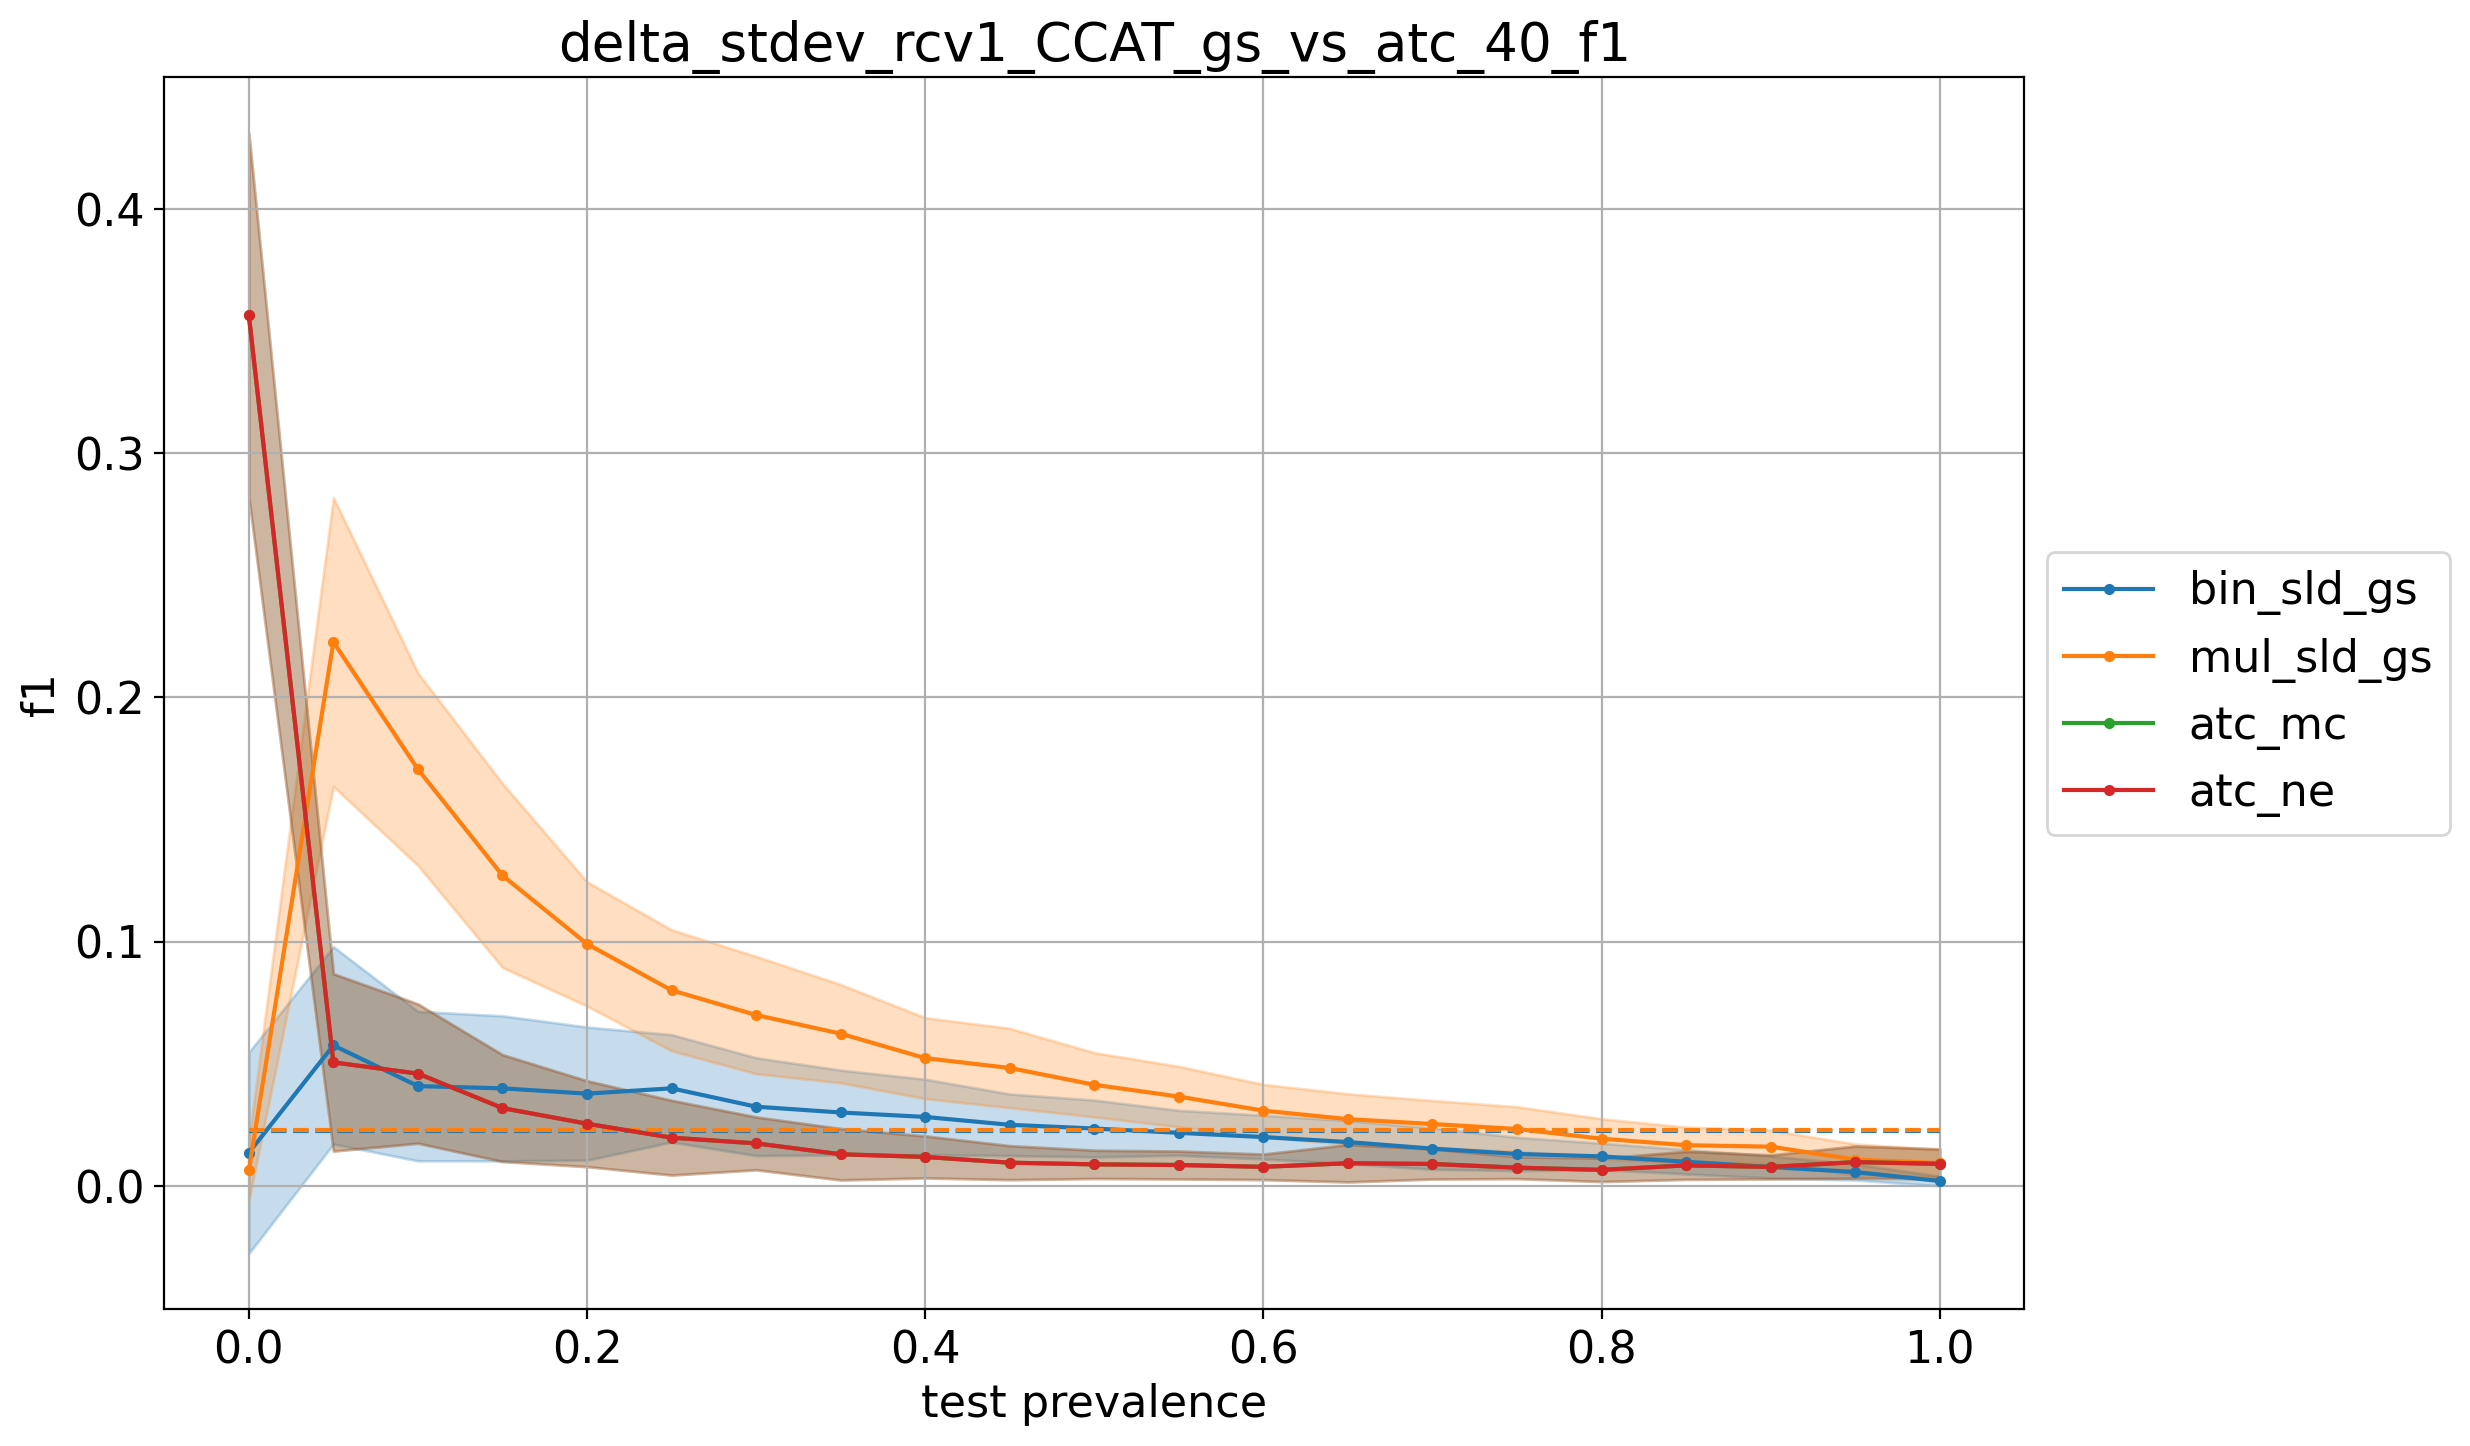 delta_stdev_rcv1_CCAT_gs_vs_atc_40_f1
0.4
0.3
0.2
0.1
0.0
f1
0.0 0.2 0.4 0.6 0.8 1.0
test prevalence
bin_sld_gs
mul_sld_gs
atc_mc
atc_ne